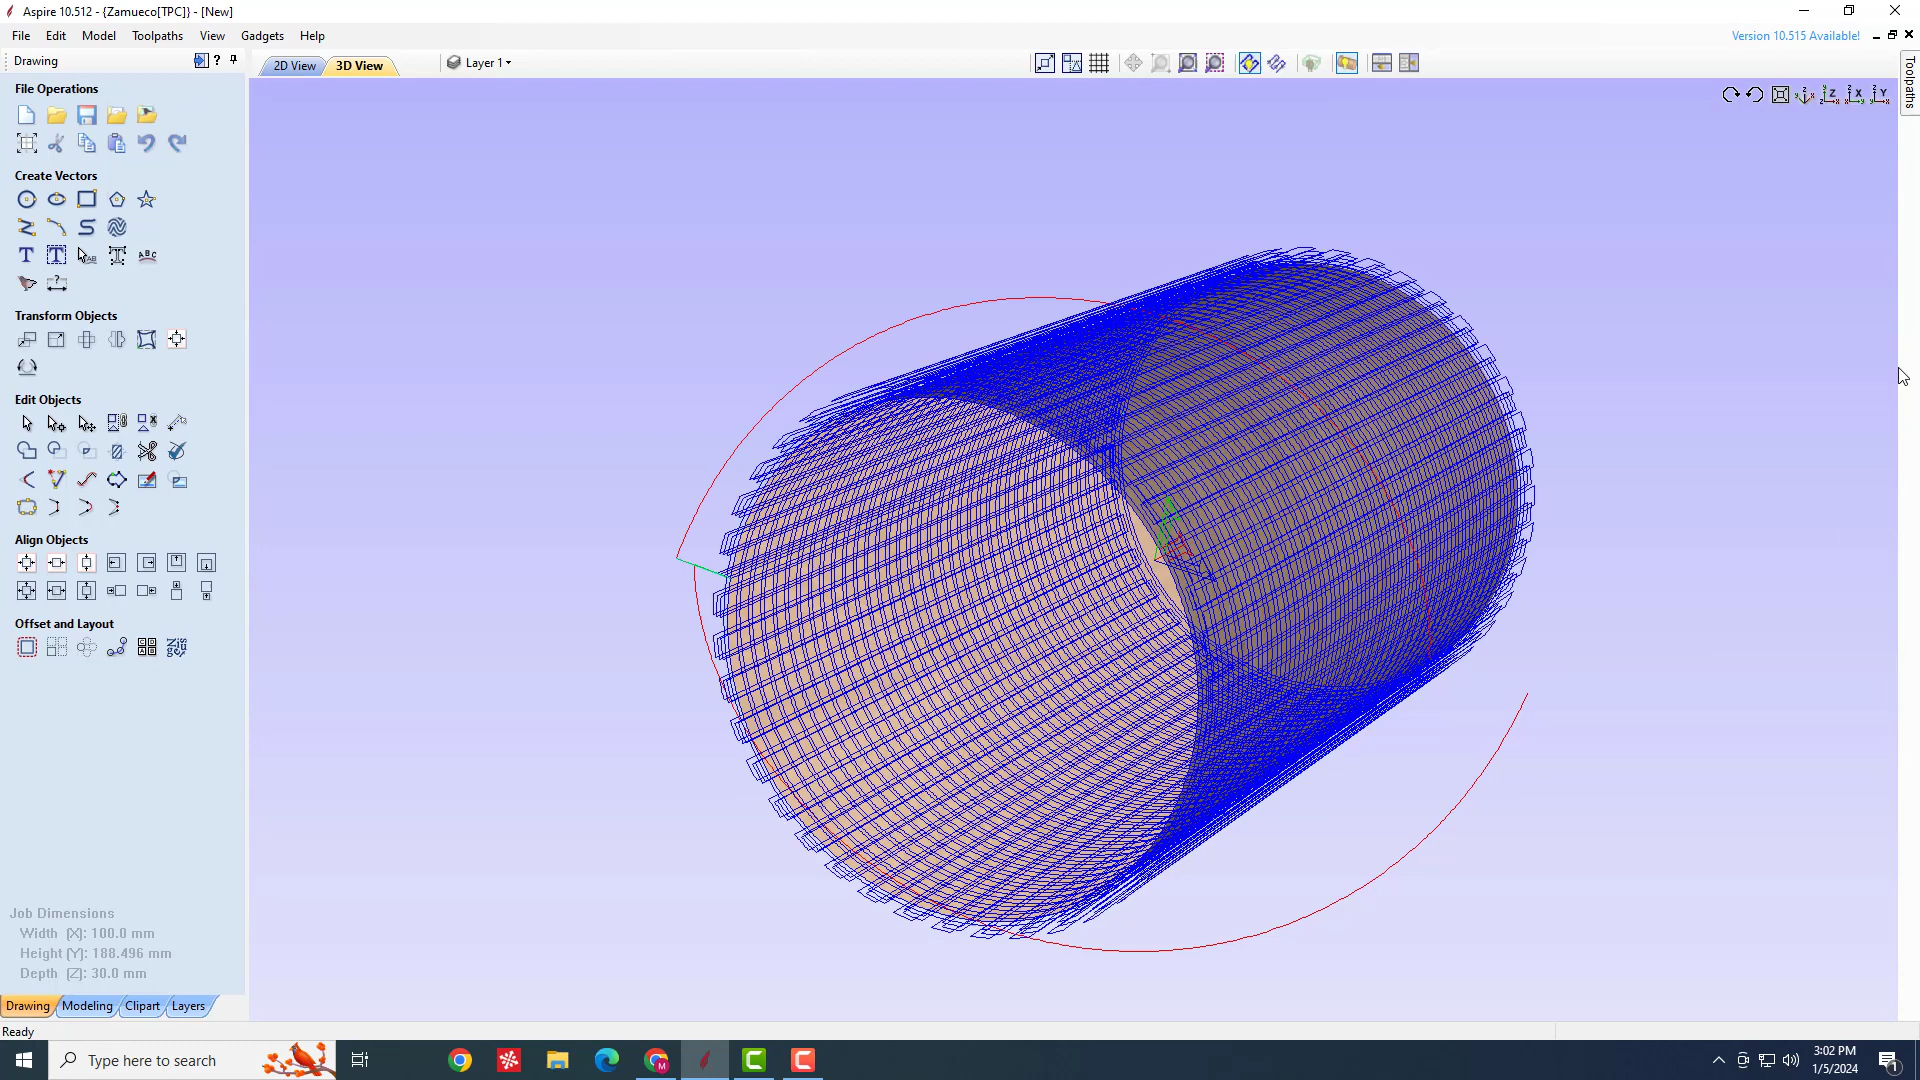 Aspire 10.512 - {Zamueco[TPC]} - [New]
File Edit Model Toolpaths View Gadgets Help
Version 10.515 Available!
Drawing
?
2D View
3D View
Layer 1
Toolpaths
File Operations
Create Vectors
Transform Objects
Edit Objects
Align Objects
Offset and Layout
Job Dimensions
Width (X): 100.0 mm
Height (Y): 188.496 mm
Depth (Z): 30.0 mm
Drawing Modeling Clipart Layers
Ready
Type here to search
3:02 PM
1/5/2024
1